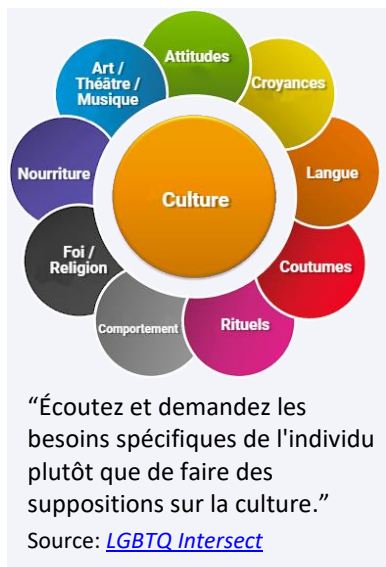 Attitudes
Art /
Théâtre /
Musique
Croyances
Nourriture
Langue
Culture
Foi /
Religion
Coutumes
Comportement
Rituels
“Écoutez et demandez les
besoins spécifiques de l'individu
plutôt que de faire des
suppositions sur la culture.”
Source: LGBTQ Intersect